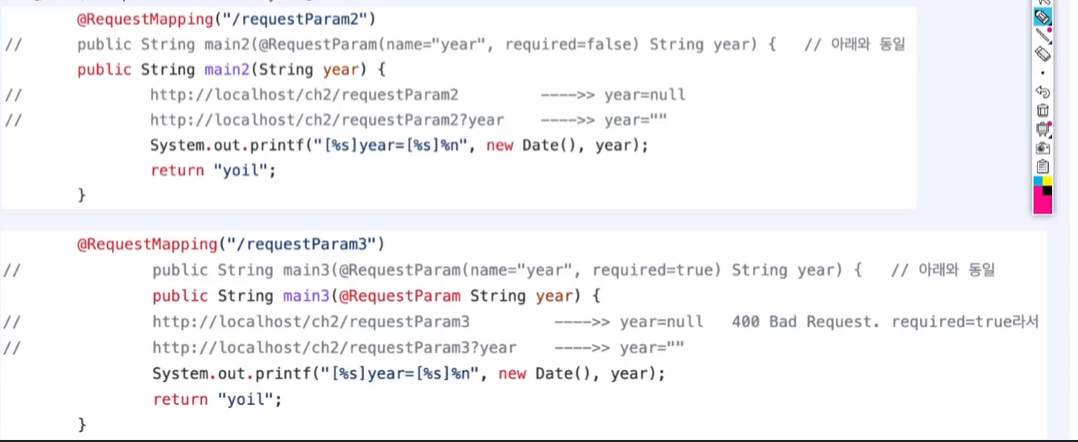 @RequestMapping("/requestParam2")
//      public String main2(@RequestParam(name="year", required=false) String year) {   // 아래와 동일
public String main2(String year) {
//              http://localhost/ch2/requestParam2         ---->> year=null
//              http://localhost/ch2/requestParam2?year    ---->> year=""
System.out.printf("[%s]year=[%s]%n", new Date(), year);
return "yoil";
}
@RequestMapping("/requestParam3")
//              public String main3(@RequestParam(name="year", required=true) String year) {   // 아래와 동일
public String main3(@RequestParam String year) {
//              http://localhost/ch2/requestParam3         ---->> year=null   400 Bad Request. required=true라서
//              http://localhost/ch2/requestParam3?year    ---->> year=""
System.out.printf("[%s]year=[%s]%n", new Date(), year);
return "yoil";
}